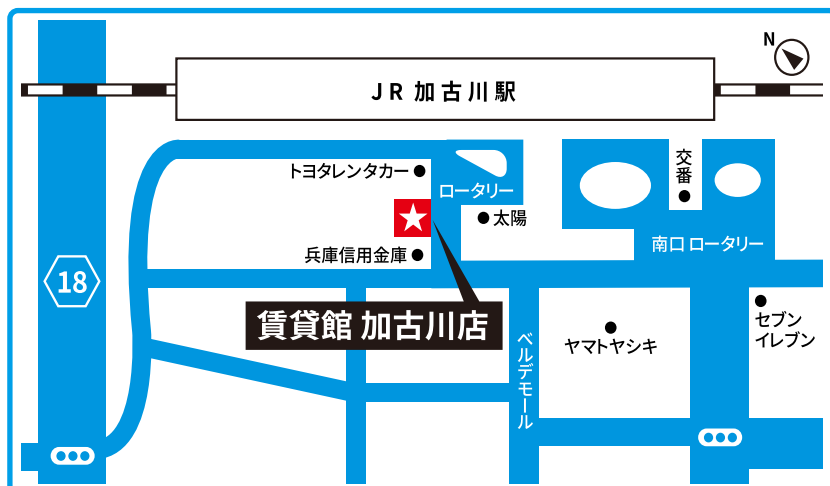 N
JR 加古川駅
トヨタレンタカー
ロータリー
交番
太陽
兵庫信用金庫
南口 ロータリー
18
賃貸館 加古川店
ベルデモール
ヤマトヤシキ
セブン
イレブン